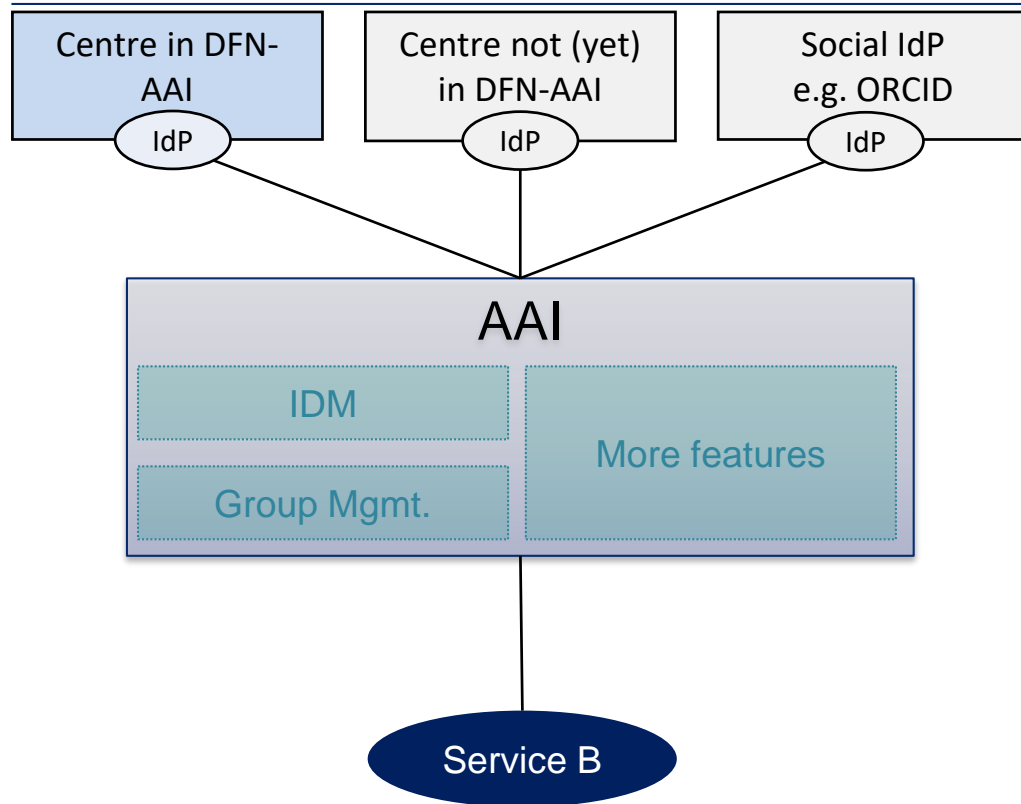 Centre in DFN-
AAI
IdP
Centre not (yet)
in DFN-AAI
IdP
Social IdP
e.g. ORCID
IdP
AAI
IDM
Group Mgmt.
More features
Service B